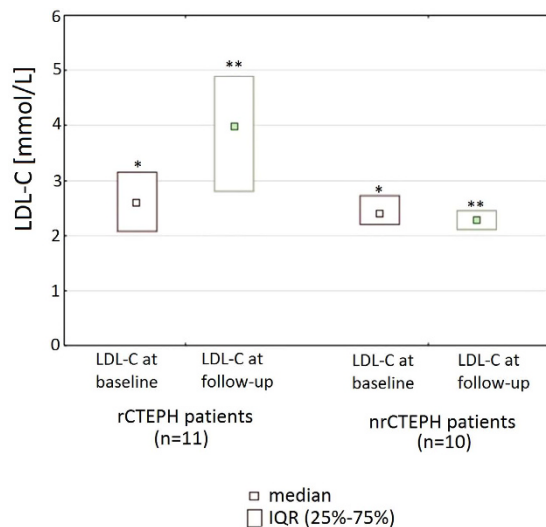 LDL-C [mmol/L]
6
5
4
3
2
1
0
*
**
*
**
LDL-C at
baseline
LDL-C at
follow-up
LDL-C at
baseline
LDL-C at
follow-up
rCTEPH patients
(n=11)
nrCTEPH patients
(n=10)
median
IQR (25%-75%)